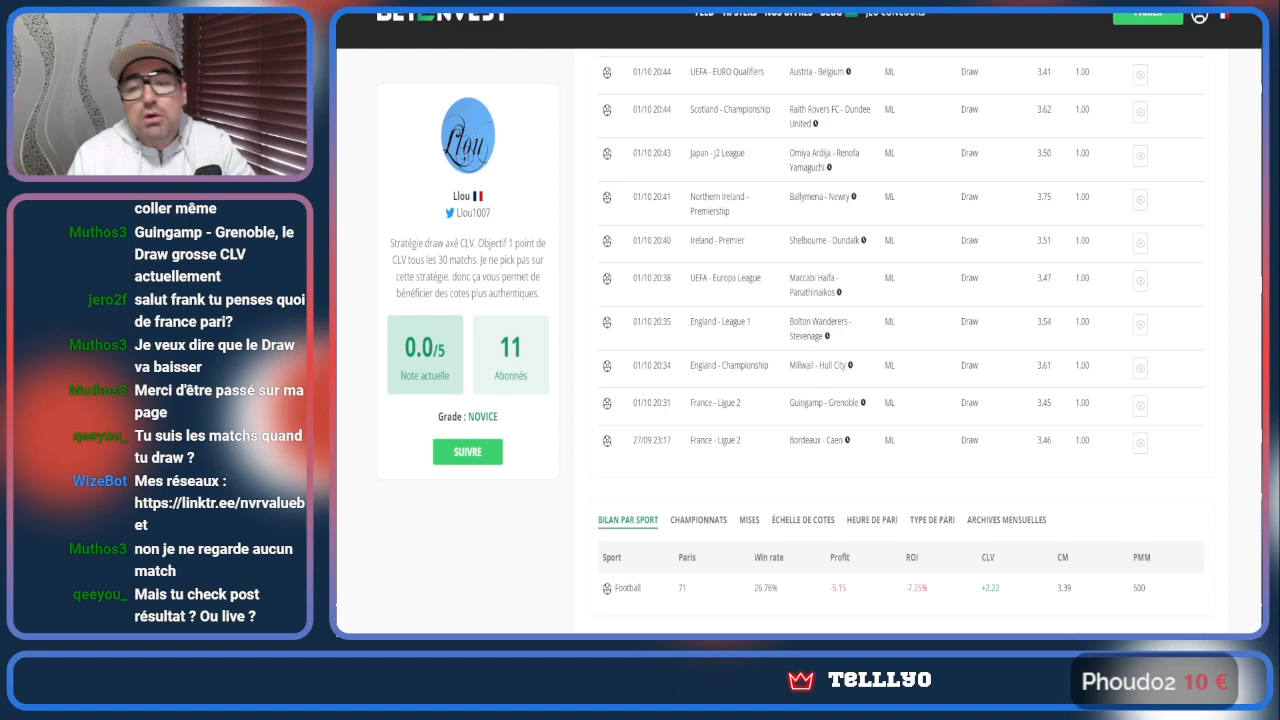 coller même
Muthos3 Guingamp - Grenoble, le
Draw grosse CLV
actuellement
jero2f salut frank tu penses quoi
de france pari?
Muthos3 Je veux dire que le Draw
va baisser
Muthos3 Merci d'être passé sur ma
page
qeeyou_ Tu suis les matchs quand
tu draw ?
WizeBot Mes réseaux :
https://linktr.ee/nvrvalueb
et
Muthos3 non je ne regarde aucun
match
qeeyou_ Mais tu check post
résultat ? Ou live ?
Llou
Llou
Llou1007
Stratégie draw axé CLV. Objectif 1 point de
CLV tous les 30 matchs. Je ne pick pas sur
cette stratégie, donc ça vous permet de
bénéficier des cotes plus authentiques.
0.0/5
Note actuelle
11
Abonnés
Grade : NOVICE
SUIVRE
01/10 20:44 UEFA - EURO Qualifiers Austria - Belgium ML Draw 3.41 1.00
01/10 20:44 Scotland - Championship Raith Rovers FC - Dundee
United ML Draw 3.62 1.00
01/10 20:43 Japan - J2 League Omiya Ardija - Renofa
Yamaguchi ML Draw 3.50 1.00
01/10 20:41 Northern Ireland -
Premiership Ballymena - Newry ML Draw 3.75 1.00
01/10 20:40 Ireland - Premier Shelbourne - Dundalk ML Draw 3.51 1.00
01/10 20:38 UEFA - Europa League Maccabi Haifa -
Panathinaikos ML Draw 3.47 1.00
01/10 20:35 England - League 1 Bolton Wanderers -
Stevenage ML Draw 3.54 1.00
01/10 20:34 England - Championship Millwall - Hull City ML Draw 3.61 1.00
01/10 20:31 France - Ligue 2 Guingamp - Grenoble ML Draw 3.45 1.00
27/09 23:17 France - Ligue 2 Bordeaux - Caen ML Draw 3.46 1.00
BILAN PAR SPORT CHAMPIONNATS MISES ÉCHELLE DE COTES HEURE DE PARI TYPE DE PARI ARCHIVES MENSUELLES
Sport Paris Win rate Profit ROI CLV CM PMM
Football 71 26.76% -5.15 -7.25% +2.22 3.39 500
TELLLYO
Phoudo2 10 €